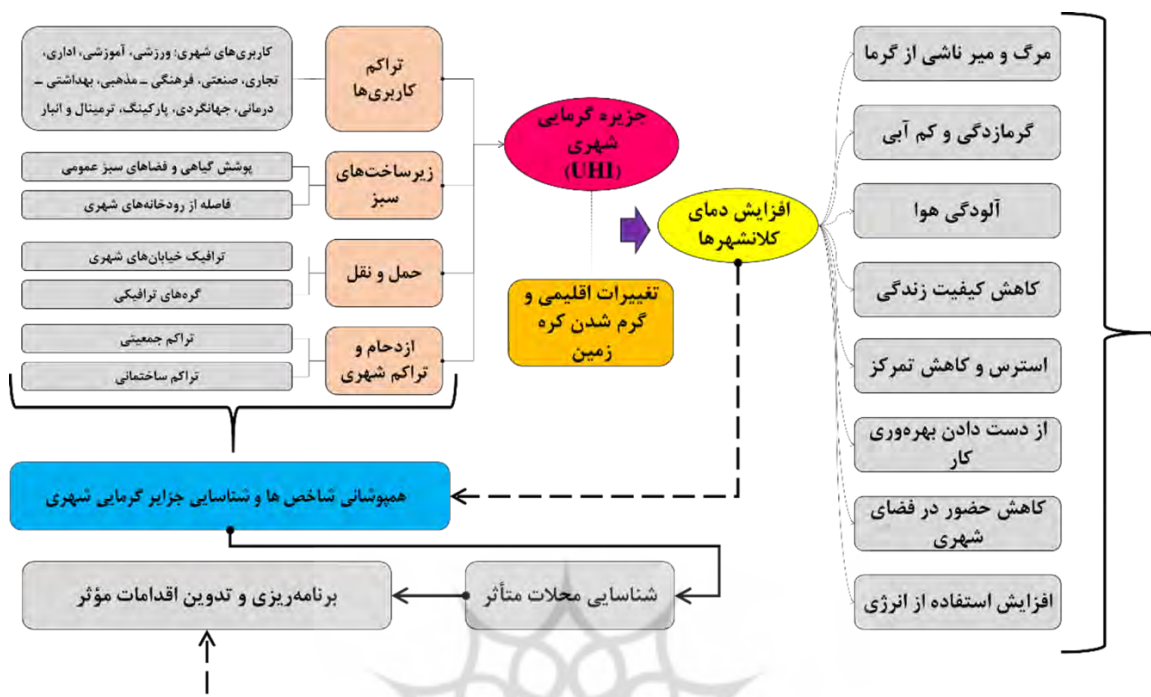 کاربری‌های شهری: ورزشی، آموزشی، اداری،
تجاری، صنعتی، فرهنگی ـ مذهبی، بهداشتی ـ
درمانی، جهانگردی، پارکینگ، ترمینال و انبار
تراکم
کاربری‌ها
پوشش گیاهی و فضاهای سبز عمومی
فاصله از رودخانه‌های شهری
زیرساخت‌های
سبز
ترافیک خیابان‌های شهری
گره‌های ترافیکی
حمل و نقل
تراکم جمعیتی
تراکم ساختمانی
ازدحام و
تراکم شهری
جزیره گرمایی
شهری
(UHI)
تغییرات اقلیمی و
گرم شدن کره
زمین
افزایش دمای
کلانشهرها
مرگ و میر ناشی از گرما
گرمازدگی و کم آبی
آلودگی هوا
کاهش کیفیت زندگی
استرس و کاهش تمرکز
از دست دادن بهره‌وری
کار
کاهش حضور در فضای
شهری
افزایش استفاده از انرژی
همپوشانی شاخص ها و شناسایی جزایر گرمایی شهری
شناسایی محلات متأثر
برنامه‌ریزی و تدوین اقدامات مؤثر